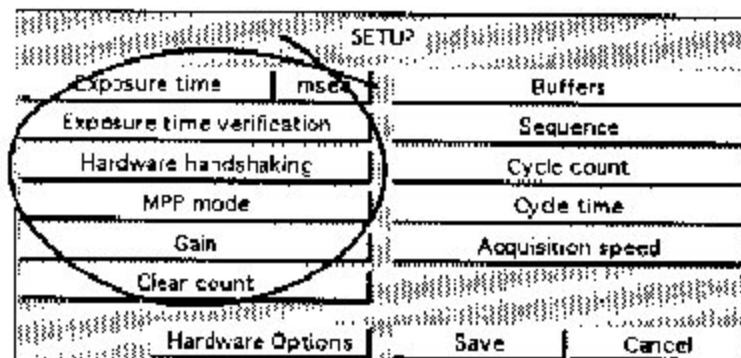 SETUP
Exposure time msec Buffers
Exposure time verification Sequence
Hardware handshaking Cycle count
MPP mode Cycle time
Gain Acquisition speed
Clear count
Hardware Options Save Cancel